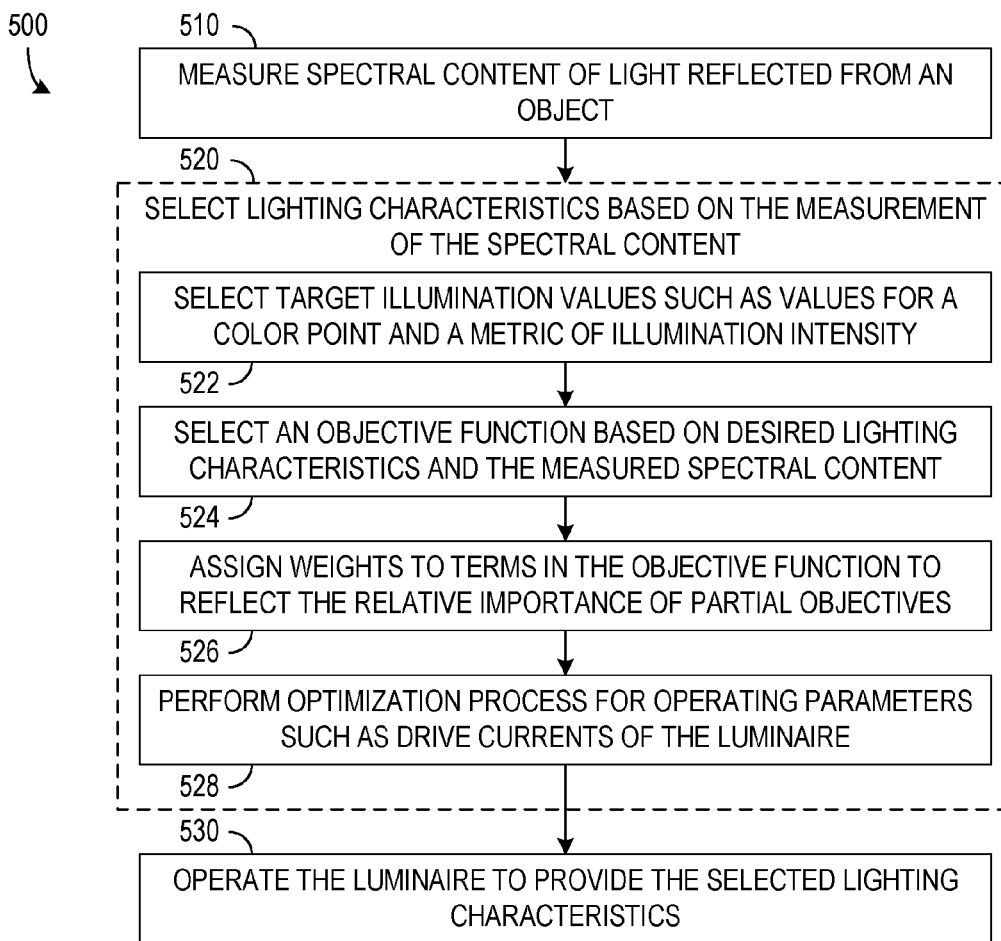 500
510
MEASURE SPECTRAL CONTENT OF LIGHT REFLECTED FROM AN
OBJECT
520
SELECT LIGHTING CHARACTERISTICS BASED ON THE MEASUREMENT
OF THE SPECTRAL CONTENT
SELECT TARGET ILLUMINATION VALUES SUCH AS VALUES FOR A
COLOR POINT AND A METRIC OF ILLUMINATION INTENSITY
522
SELECT AN OBJECTIVE FUNCTION BASED ON DESIRED LIGHTING
CHARACTERISTICS AND THE MEASURED SPECTRAL CONTENT
524
ASSIGN WEIGHTS TO TERMS IN THE OBJECTIVE FUNCTION TO
REFLECT THE RELATIVE IMPORTANCE OF PARTIAL OBJECTIVES
526
PERFORM OPTIMIZATION PROCESS FOR OPERATING PARAMETERS
SUCH AS DRIVE CURRENTS OF THE LUMINAIRE
528
530
OPERATE THE LUMINAIRE TO PROVIDE THE SELECTED LIGHTING
CHARACTERISTICS